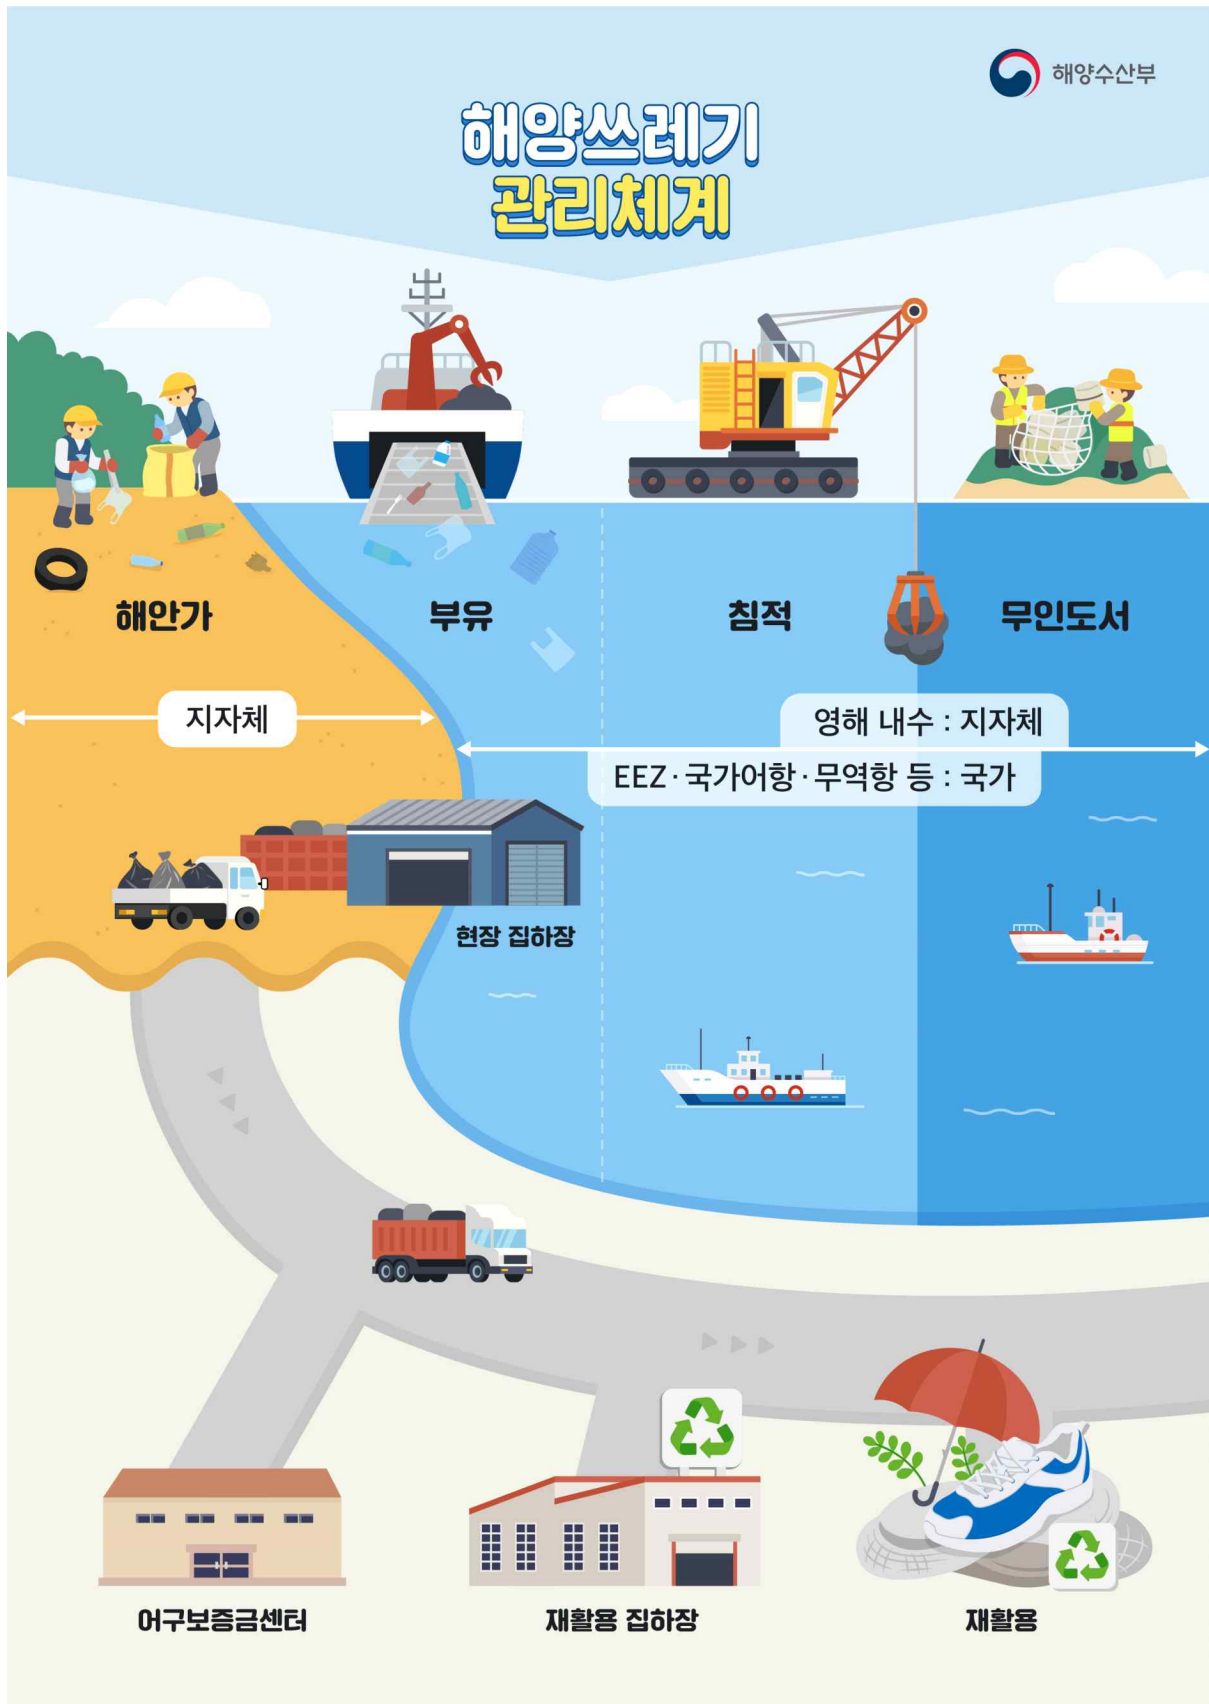 해양수산부
해양쓰레기
관리체계
해안가
부유
침적
무인도서
지자체
영해 내수 : 지자체
EEZ · 국가어항 · 무역항 등 : 국가
현장 집하장
어구보증금센터
재활용 집하장
재활용